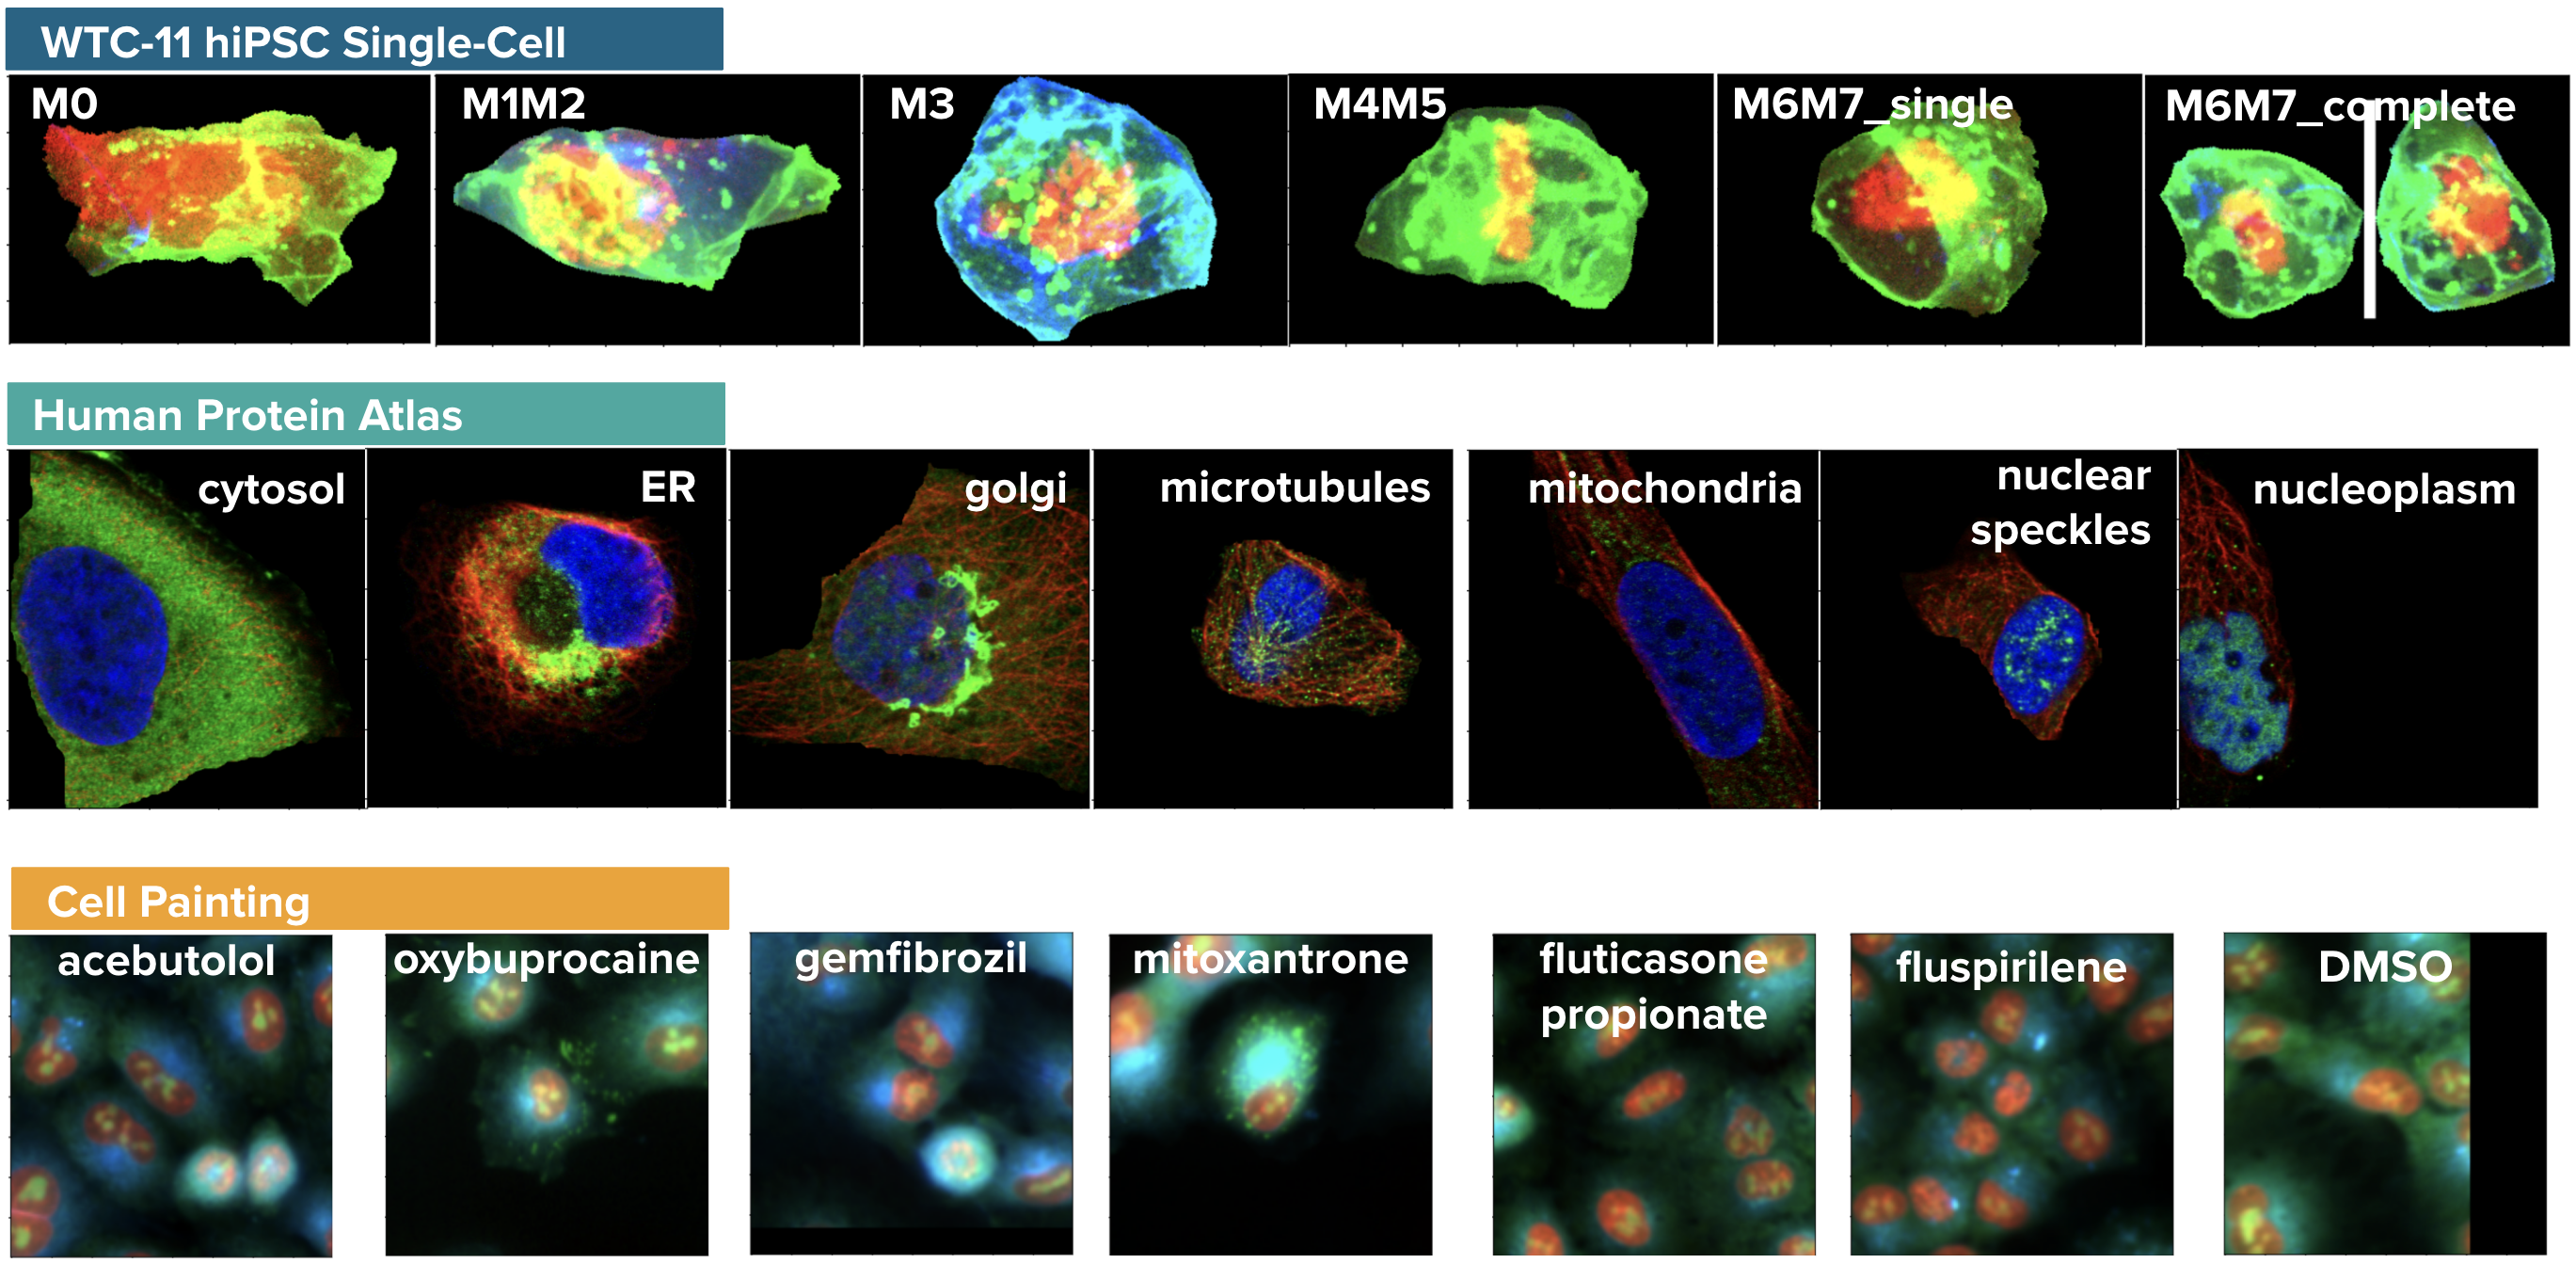 WTC-11 hiPSC Single-Cell
M0
M1M2
M3
M4M5
M6M7_single
M6M7_complete
Human Protein Atlas
cytosol
ER
golgi
microtubules
mitochondria
nuclear
speckles
nucleoplasm
Cell Painting
acebutolol
oxybuprocaine
gemfibrozil
mitoxantrone
fluticasone
propionate
fluspirilene
DMSO